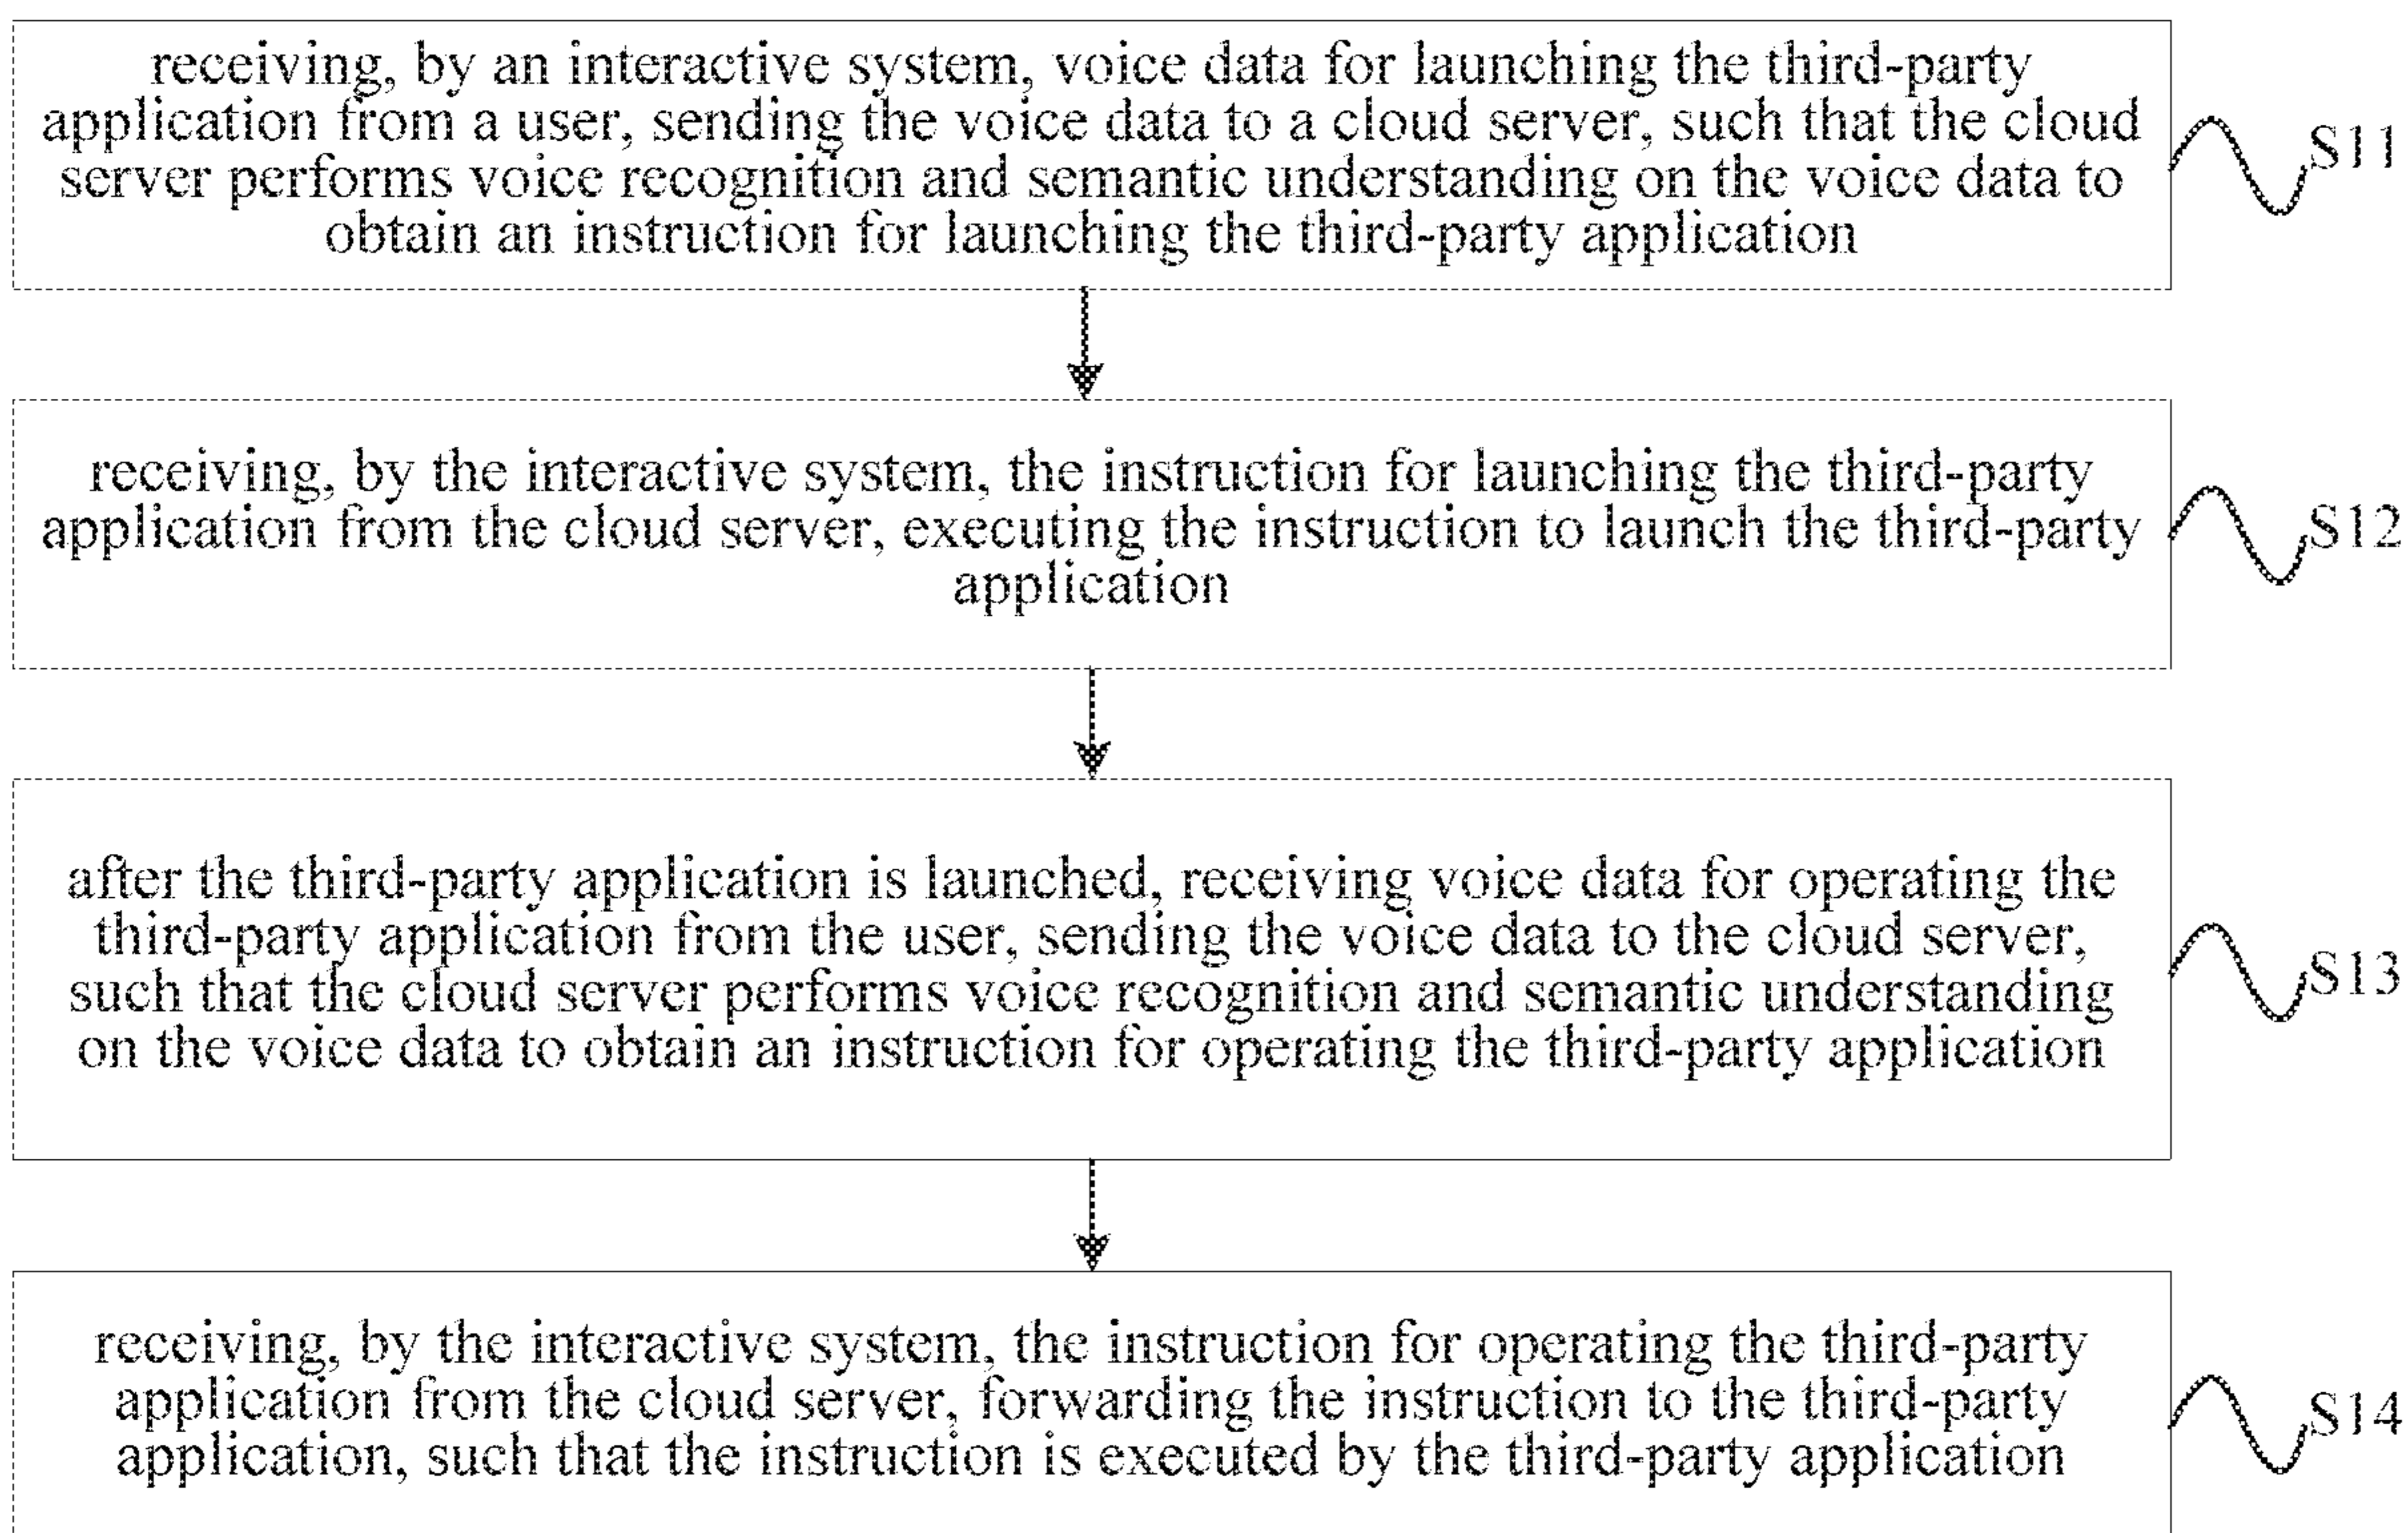 receiving, by an interactive system, voice data for launching the third-party
application from a user, sending the voice data to a cloud server, such that the cloud
server performs voice recognition and semantic understanding on the voice data to
obtain an instruction for launching the third-party application
S11
receiving, by the interactive system, the instruction for launching the third-party
application from the cloud server, executing the instruction to launch the third-party
application
S12
after the third-party application is launched, receiving voice data for operating the
third-party application from the user, sending the voice data to the cloud server,
such that the cloud server performs voice recognition and semantic understanding
on the voice data to obtain an instruction for operating the third-party application
S13
receiving, by the interactive system, the instruction for operating the third-party
application from the cloud server, forwarding the instruction to the third-party
application, such that the instruction is executed by the third-party application
S14